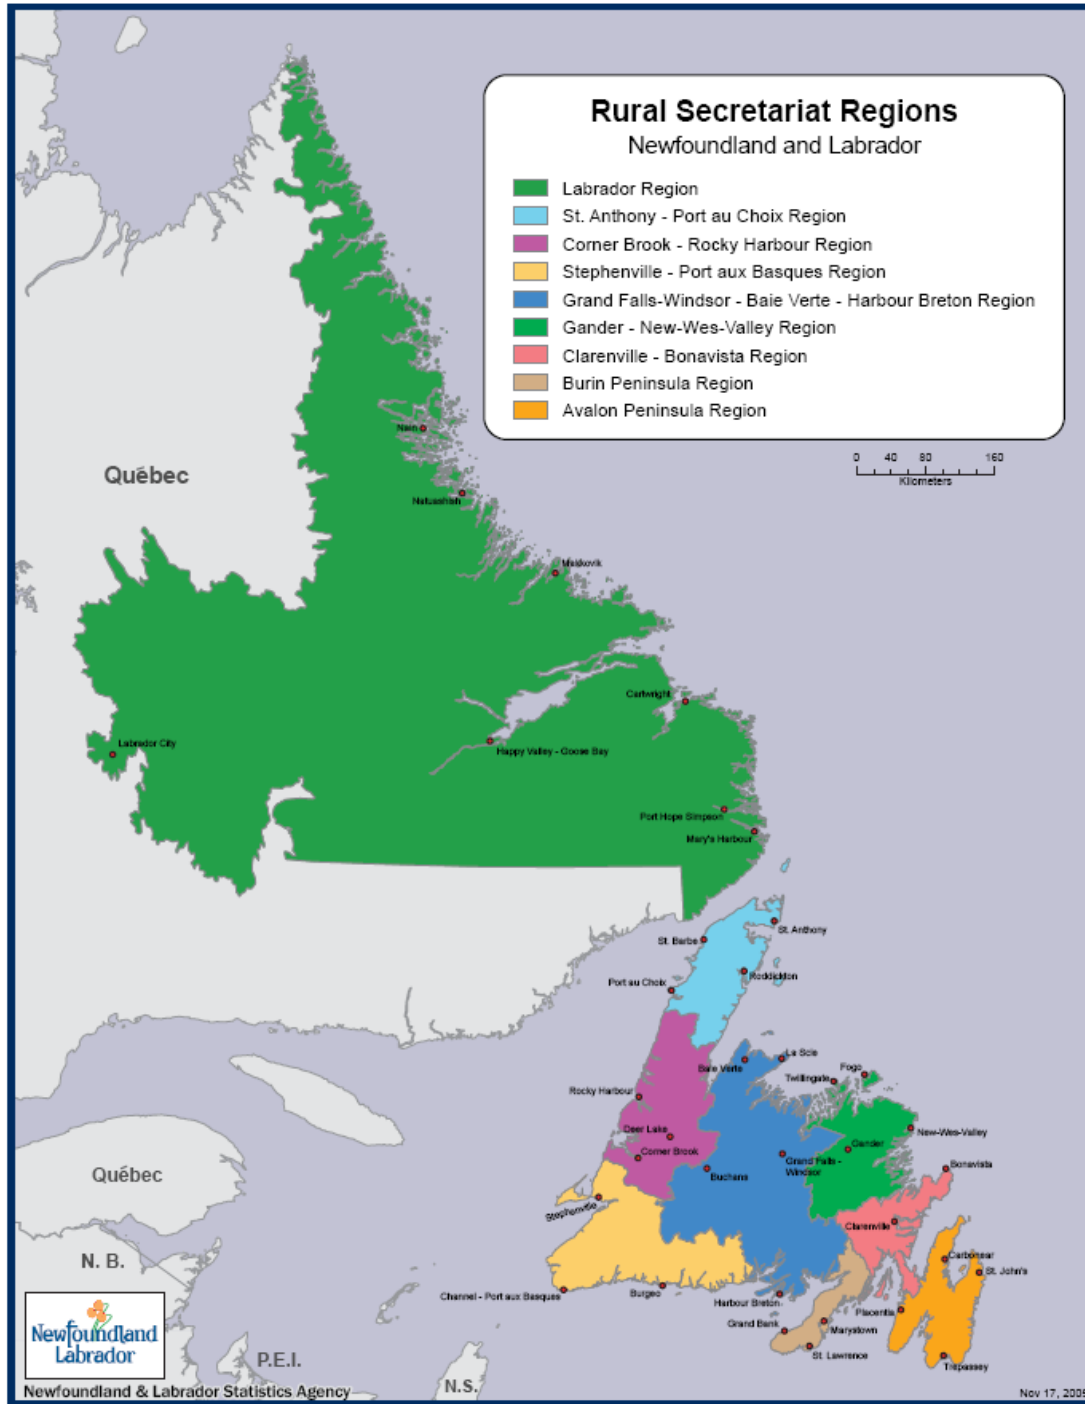 Rural Secretariat Regions
Newfoundland and Labrador
Labrador Region
St. Anthony - Port au Choix Region
Corner Brook - Rocky Harbour Region
Stephenville - Port aux Basques Region
Grand Falls-Windsor - Baie Verte - Harbour Breton Region
Gander - New-Wes-Valley Region
Clarenville - Bonavista Region
Burin Peninsula Region
Avalon Peninsula Region
0 40 80 160
Kilometers
Nain
Québec
Natuashish
Makkovik
Cartwright
Labrador City
Happy Valley - Goose Bay
Port Hope Simpson
Mary's Harbour
St. Anthony
St. Barbe
Roddickton
Port au Choix
La Scie
Baie Verte
Fogo
Twillingate
Rocky Harbour
Deer Lake
New-Wes-Valley
Gander
Corner Brook
Grand Falls -
Windsor
Bonavista
Buchans
Québec
Stephenville
Clarenville
Carbonear
St. John's
N. B.
Channel - Port aux Basques
Burgeo
Harbour Breton
Placentia
Grand Bank
Marystown
St. Lawrence
Trepassey
Newfoundland
Labrador
P.E.I.
N.S.
Newfoundland & Labrador Statistics Agency
Nov 17, 2005